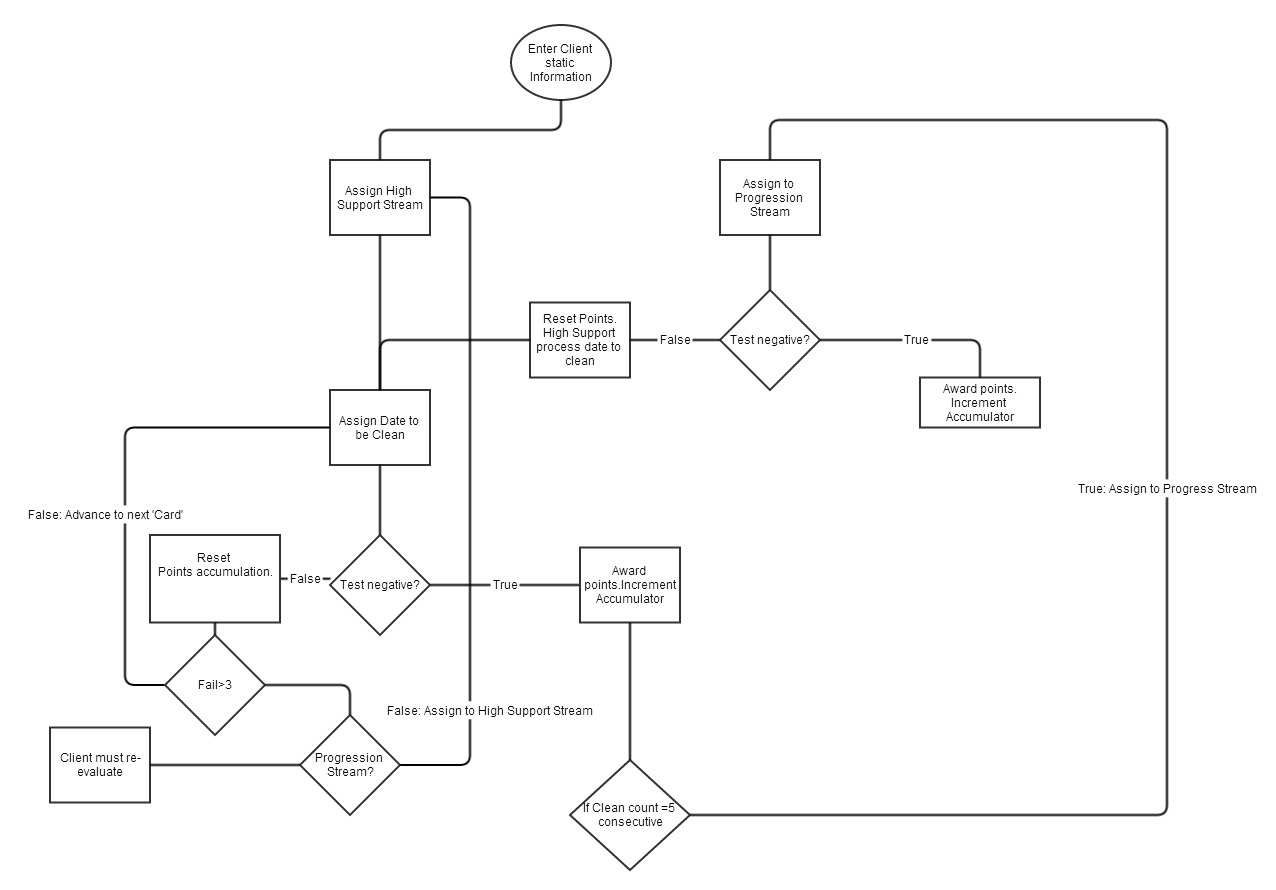 Enter Client
static
Information
Assign High
Support Stream
Assign to
Progression
Stream
Reset Points.
High Support
process date to
clean
False
Test negative?
True
Award points.
Increment
Accumulator
Assign Date to
be Clean
True: Assign to Progress Stream
False: Advance to next 'Card'
Reset
Points accumulation.
False
Test negative?
True
Award
points.Increment
Accumulator
Fail>3
False: Assign to High Support Stream
Client must re-
evaluate
Progression
Stream?
If Clean count =5
consecutive